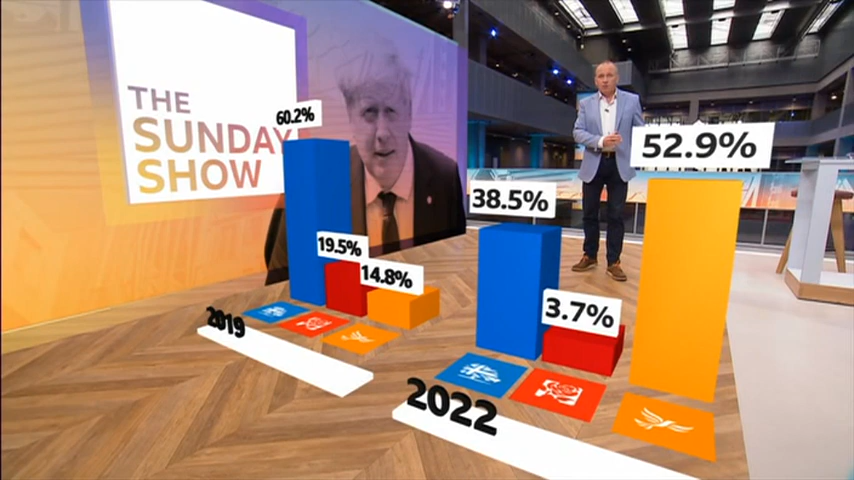 THE
SUNDAY
SHOW
60.2%
19.5%
14.8%
2019
38.5%
3.7%
52.9%
2022